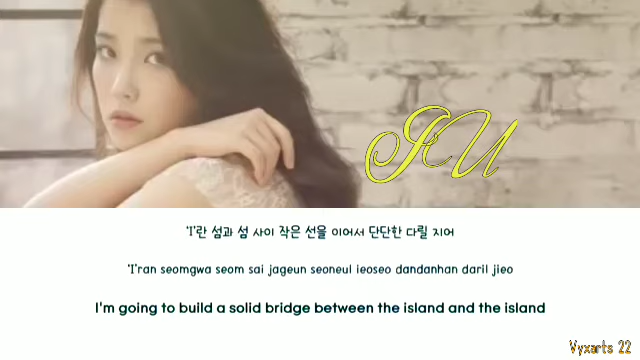 IU
'I'란 섬과 섬 사이 작은 선을 이어서 단단한 다릴 지어
'I'ran seomgwa seom sai jageun seoneul ieoseo dandanhan daril jieo
I'm going to build a solid bridge between the island and the island
Vyxarts 22